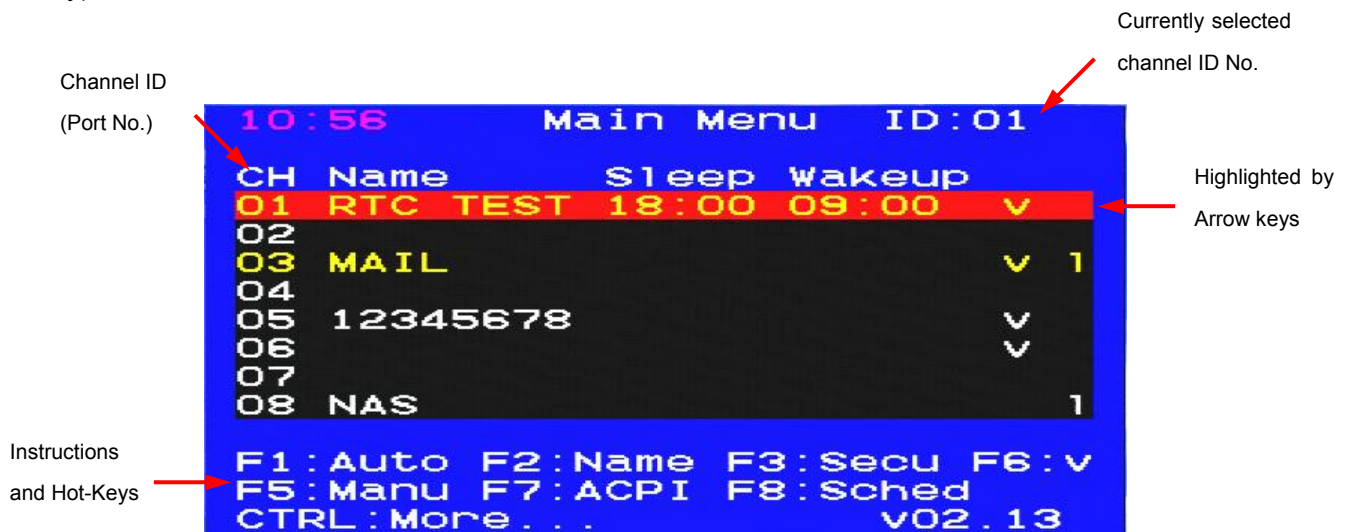 Currently selected
channel ID No.
Channel ID
(Port No.)
10:56 Main Menu ID:01
CH Name Sleep Wakeup
01 RTC TEST 18:00 09:00 v
02
03 MAIL v 1
04
05 12345678 v
06 v
07
08 NAS 1
Highlighted by
Arrow keys
Instructions
and Hot-Keys
F1:Auto F2:Name F3:Secu F6:v
F5:Manu F7:ACPI F8:Sched
CTRL:More... v02.13